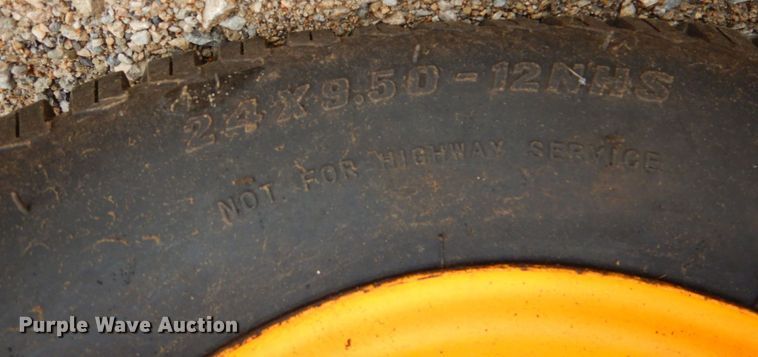 24X9.50-12NHS
NOT FOR HIGHWAY SERVICE
Purple Wave Auction